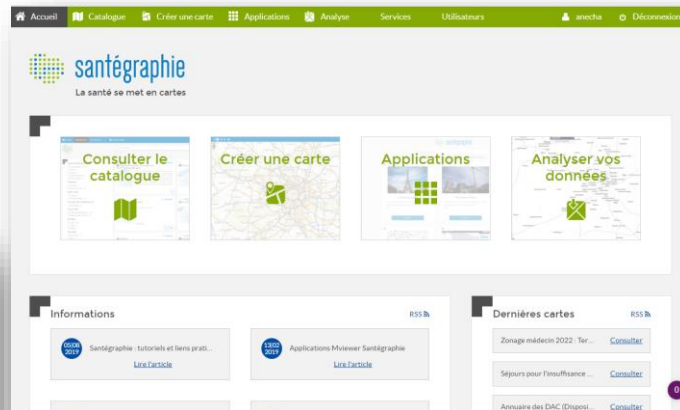 Accueil Catalogue Créer une carte Applications Analyse Services Utilisateurs anecha Déconnexion
santégraphie
La santé se met en cartes
Consulter le catalogue
Créer une carte
Applications
Analyser vos données
Informations RSS
05|08 2019 Santégraphie : tutoriels et liens prati...
Lire l'article
13|02 2019 Applications Mviewer Santégraphie
Lire l'article
Dernières cartes RSS
Zonage médecin 2022 : Ter... Consulter
Séjours pour l'insuffisance ... Consulter
Annuaire des DAC (Disposi... Consulter